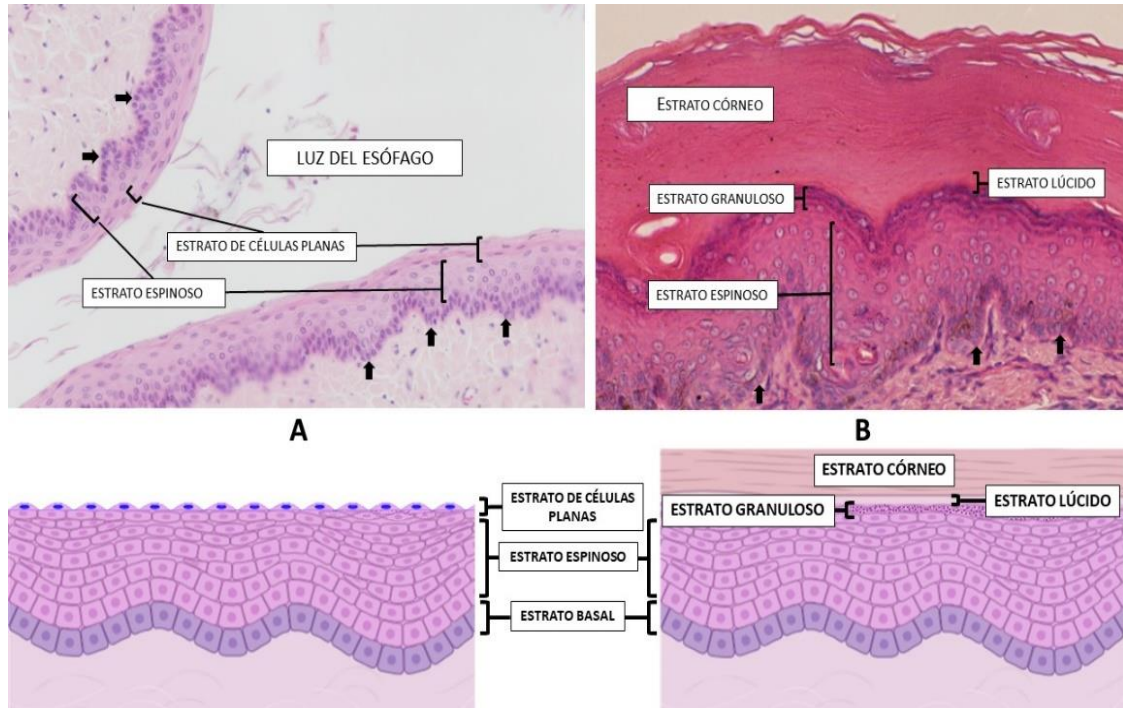 LUZ DEL ESÓFAGO
ESTRATO DE CÉLULAS PLANAS
ESTRATO ESPINOSO
ESTRATO CÓRNEO
ESTRATO GRANULOSO
ESTRATO LÚCIDO
ESTRATO ESPINOSO
A
B
ESTRATO DE CÉLULAS
PLANAS
ESTRATO ESPINOSO
ESTRATO BASAL
ESTRATO CÓRNEO
ESTRATO GRANULOSO
ESTRATO LÚCIDO